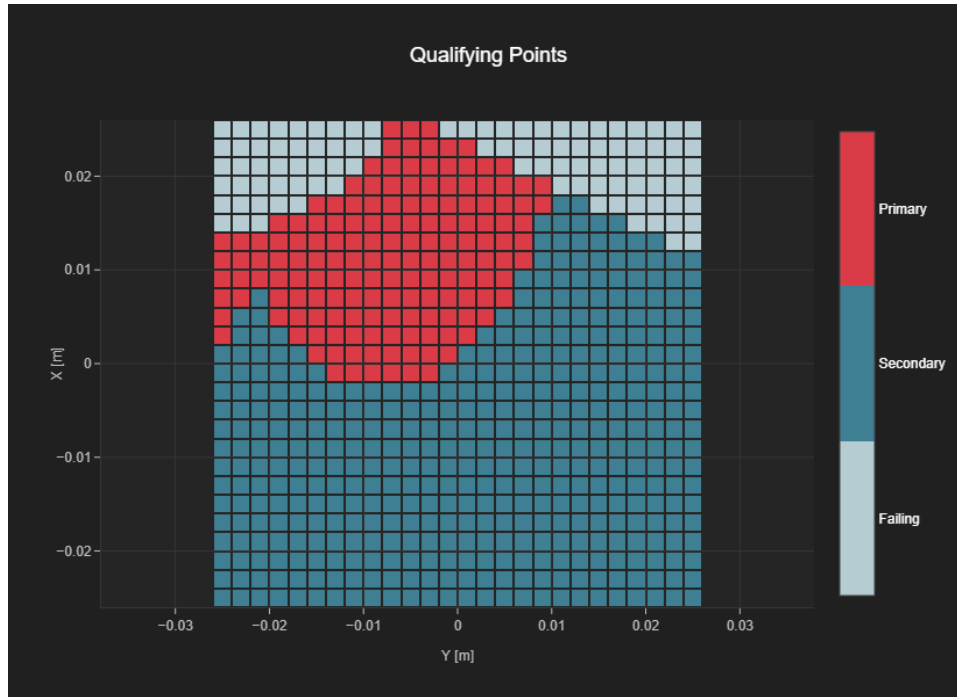 Qualifying Points
0.02
0.01
0
−0.01
−0.02
X [m]
−0.03
−0.02
−0.01
0
0.01
0.02
0.03
Y [m]
Primary
Secondary
Failing